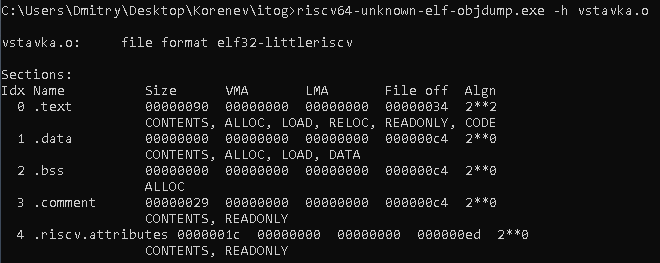 C:\Users\Dmitry\Desktop\Korenev\itog>riscv64-unknown-elf-objdump.exe -h vstavka.o
vstavka.o:     file format elf32-littleriscv
Sections:
Idx Name          Size      VMA       LMA       File off  Algn
  0 .text         00000090  00000000  00000000  00000034  2**2
                  CONTENTS, ALLOC, LOAD, RELOC, READONLY, CODE
  1 .data         00000000  00000000  00000000  000000c4  2**0
                  CONTENTS, ALLOC, LOAD, DATA
  2 .bss          00000000  00000000  00000000  000000c4  2**0
                  ALLOC
  3 .comment      00000029  00000000  00000000  000000c4  2**0
                  CONTENTS, READONLY
  4 .riscv.attributes 0000001c  00000000  00000000  000000ed  2**0
                  CONTENTS, READONLY